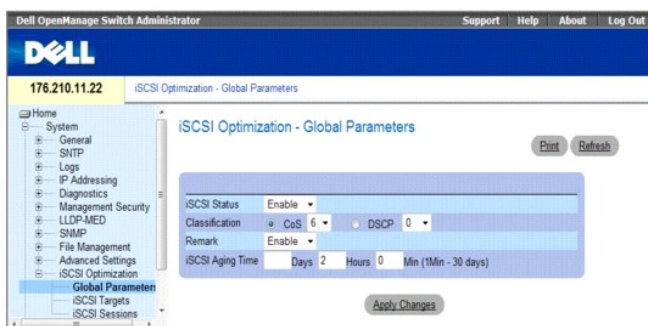 Dell OpenManage Switch Administrator
Support Help About Log Out
DELL
176.210.11.22
iSCSI Optimization - Global Parameters
Home
System
General
SNTP
Logs
IP Addressing
Diagnostics
Management Security
LLDP-MED
SNMP
File Management
Advanced Settings
iSCSI Optimization
Global Parameters
iSCSI Targets
iSCSI Sessions
iSCSI Optimization - Global Parameters
Print Refresh
iSCSI Status Enable
Classification CoS 6 DSCP 0
Remark Enable
iSCSI Aging Time Days 2 Hours 0 Min (1Min - 30 days)
Apply Changes